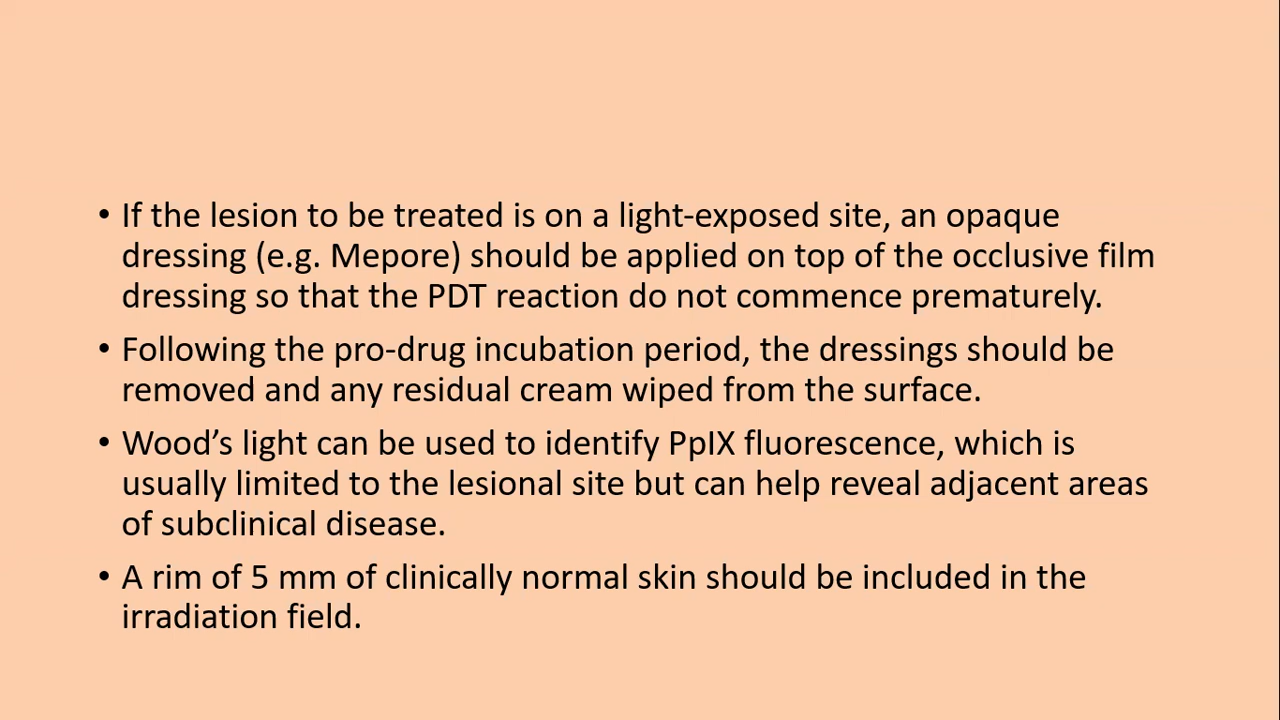 • If the lesion to be treated is on a light-exposed site, an opaque
dressing (e.g. Mepore) should be applied on top of the occlusive film
dressing so that the PDT reaction do not commence prematurely.
• Following the pro-drug incubation period, the dressings should be
removed and any residual cream wiped from the surface.
• Wood’s light can be used to identify PpIX fluorescence, which is
usually limited to the lesional site but can help reveal adjacent areas
of subclinical disease.
• A rim of 5 mm of clinically normal skin should be included in the
irradiation field.